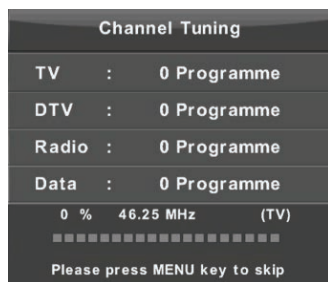 Channel Tuning
TV : 0 Programme
DTV : 0 Programme
Radio : 0 Programme
Data : 0 Programme
0 % 46.25 MHz (TV)
Please press MENU key to skip